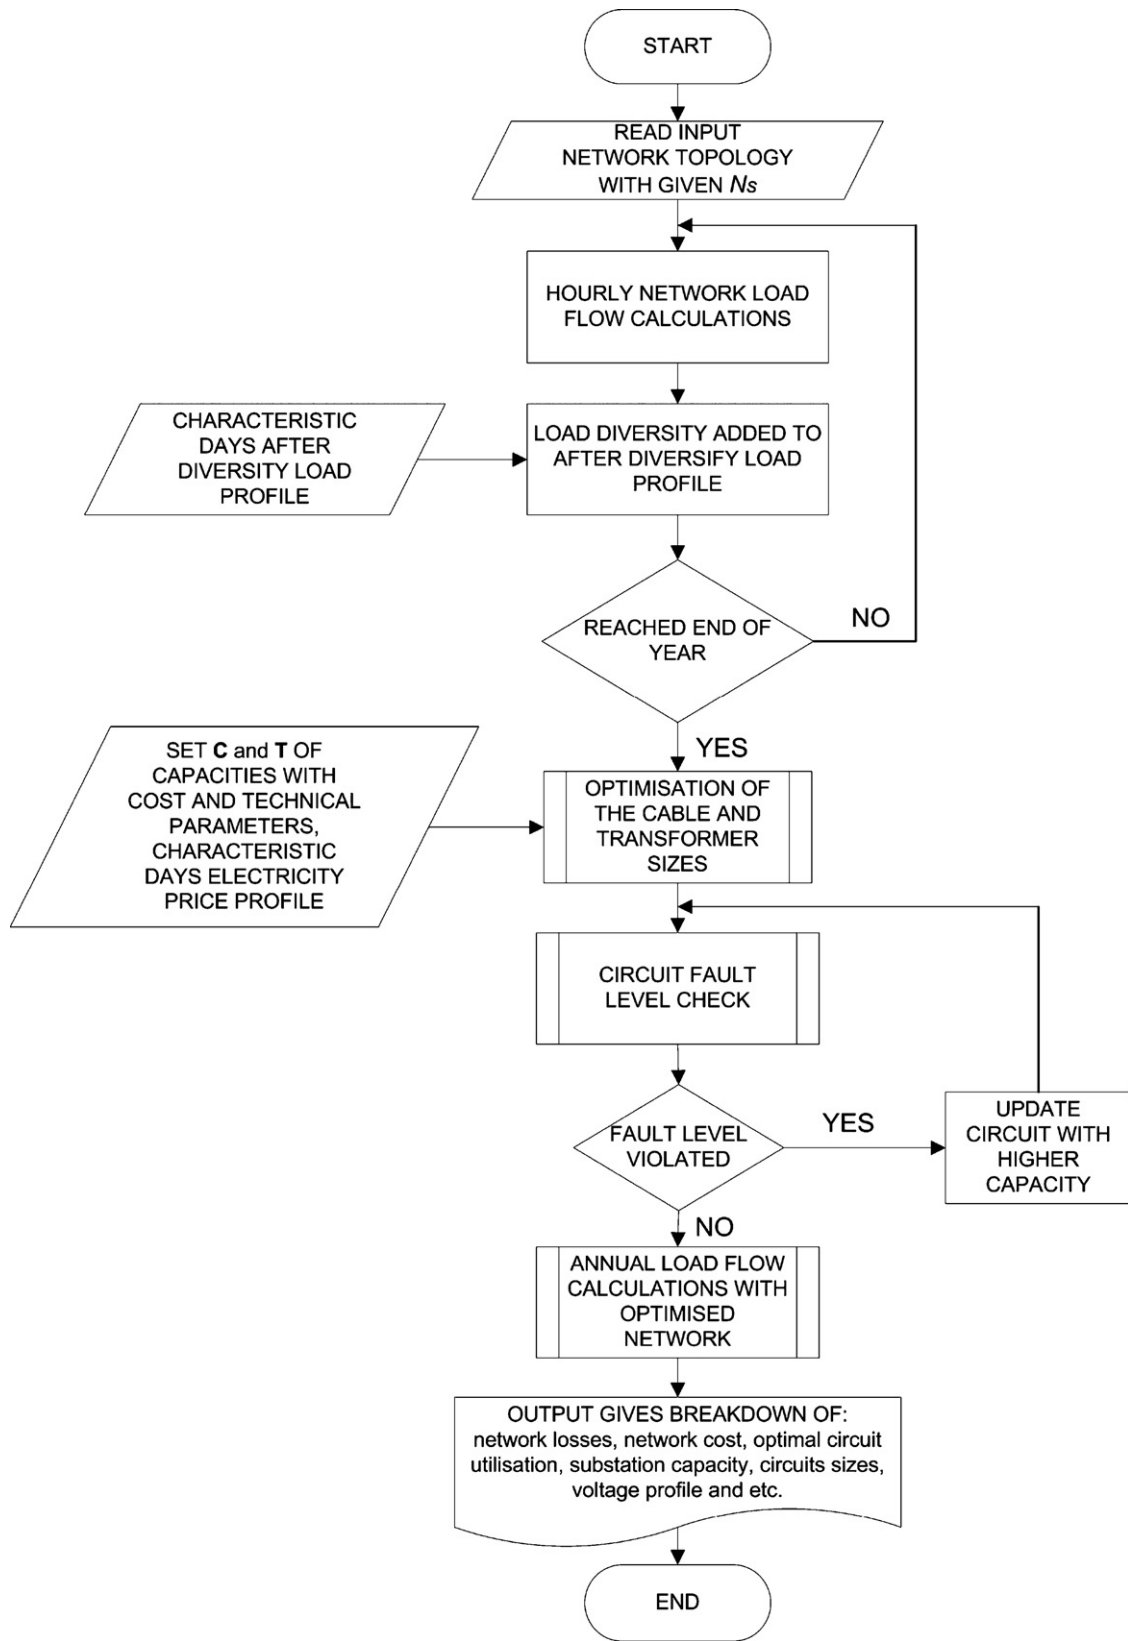 START
READ INPUT
NETWORK TOPOLOGY
WITH GIVEN Ns
HOURLY NETWORK LOAD
FLOW CALCULATIONS
CHARACTERISTIC
DAYS AFTER
DIVERSITY LOAD
PROFILE
LOAD DIVERSITY ADDED TO
AFTER DIVERSIFY LOAD
PROFILE
REACHED END OF
YEAR
NO
YES
SET C and T OF
CAPACITIES WITH
COST AND TECHNICAL
PARAMETERS,
CHARACTERISTIC
DAYS ELECTRICITY
PRICE PROFILE
OPTIMISATION OF
THE CABLE AND
TRANSFORMER
SIZES
CIRCUIT FAULT
LEVEL CHECK
FAULT LEVEL
VIOLATED
YES
UPDATE
CIRCUIT WITH
HIGHER
CAPACITY
NO
ANNUAL LOAD FLOW
CALCULATIONS WITH
OPTIMISED
NETWORK
OUTPUT GIVES BREAKDOWN OF:
network losses, network cost, optimal circuit
utilisation, substation capacity, circuits sizes,
voltage profile and etc.
END